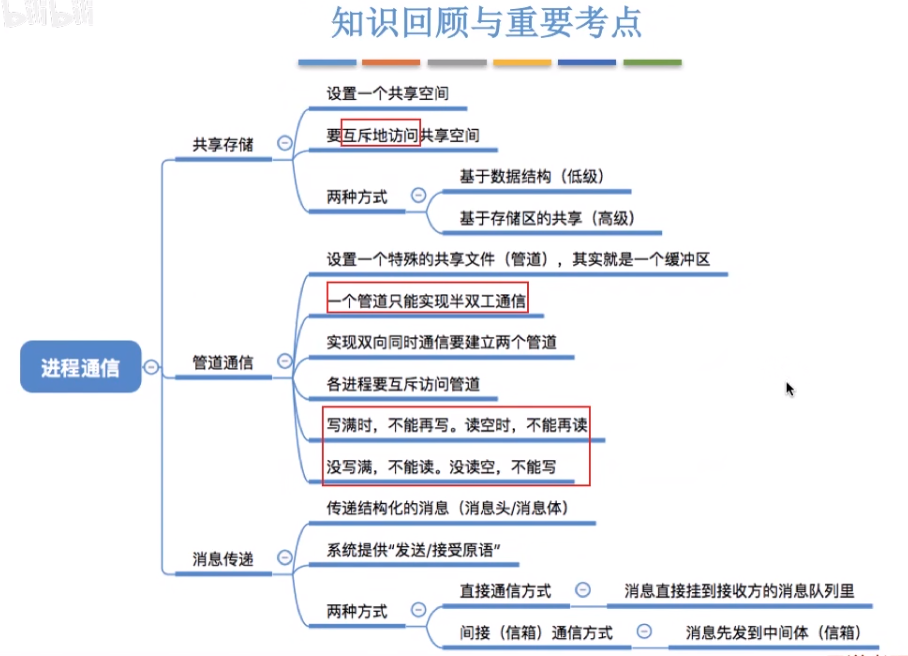 bilibili
知识回顾与重要考点
设置一个共享空间
共享存储
要互斥地访问共享空间
两种方式
基于数据结构（低级）
基于存储区的共享（高级）
设置一个特殊的共享文件（管道），其实就是一个缓冲区
一个管道只能实现半双工通信
实现双向同时通信要建立两个管道
进程通信
管道通信
各进程要互斥访问管道
写满时，不能再写。读空时，不能再读
没写满，不能读。没读空，不能写
传递结构化的消息（消息头/消息体）
消息传递
系统提供“发送/接受原语”
两种方式
直接通信方式
消息直接挂到接收方的消息队列里
间接（信箱）通信方式
消息先发到中间体（信箱）